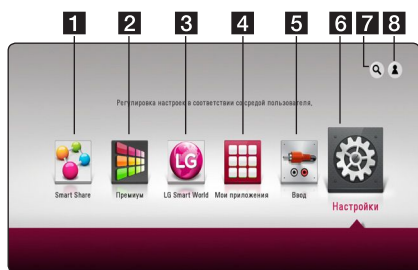 1 2 3 4 5 6 7 8
Регулировка настроек в соответствии со средой пользователя,
LG
Smart Share Премиум LG Smart World Мои приложения Ввод Настройки